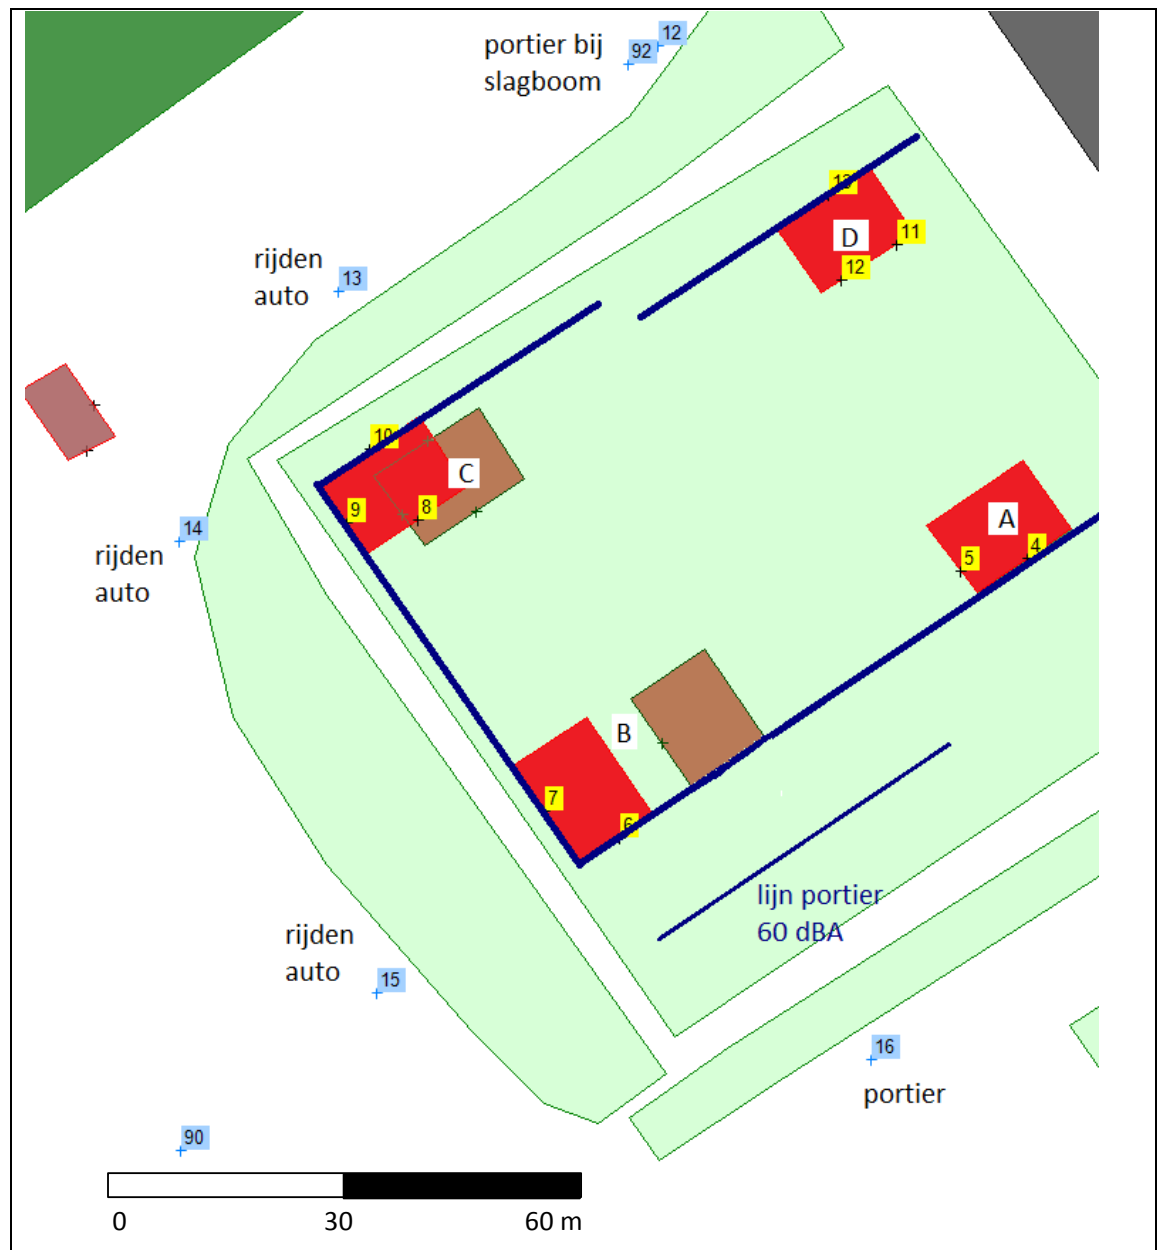 portier bij
slagboom
12
92
13
11
D
12
rijden
auto
13
10
C
9
8
A
4
5
14
rijden
auto
B
7
6
lijn portier
60 dBA
rijden
auto
15
16
portier
90
0 30 60 m